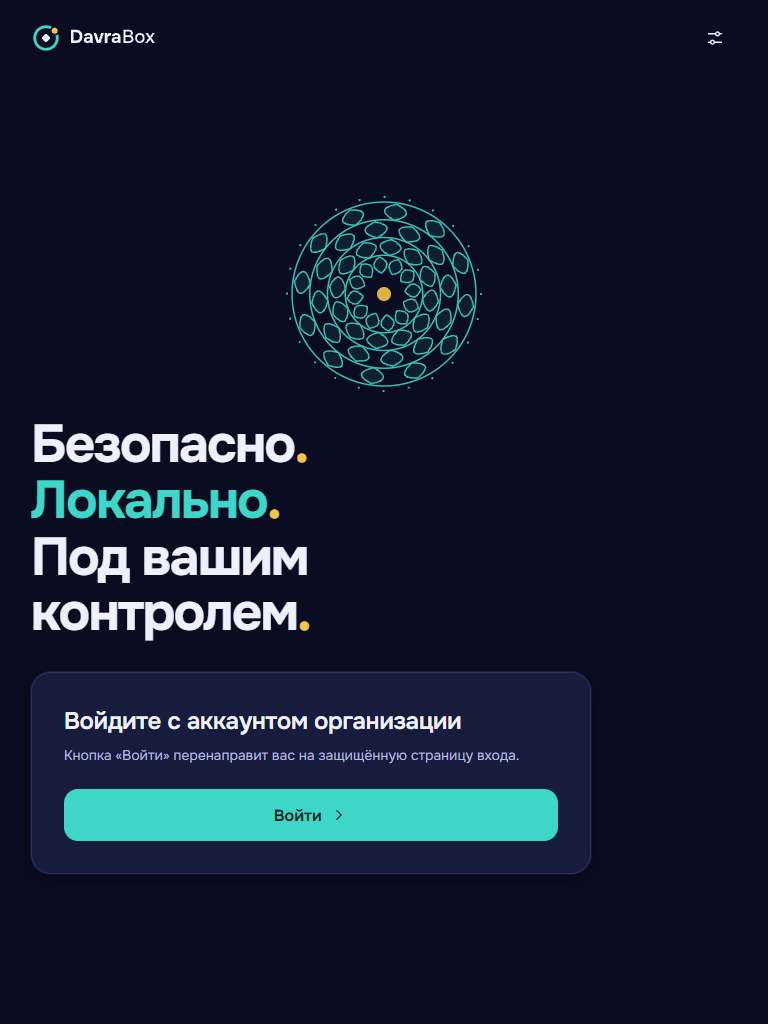 DavraBox
Безопасно.
Локально.
Под вашим
контролем.
Войдите с аккаунтом организации
Кнопка «Войти» перенаправит вас на защищённую страницу входа.
Войти